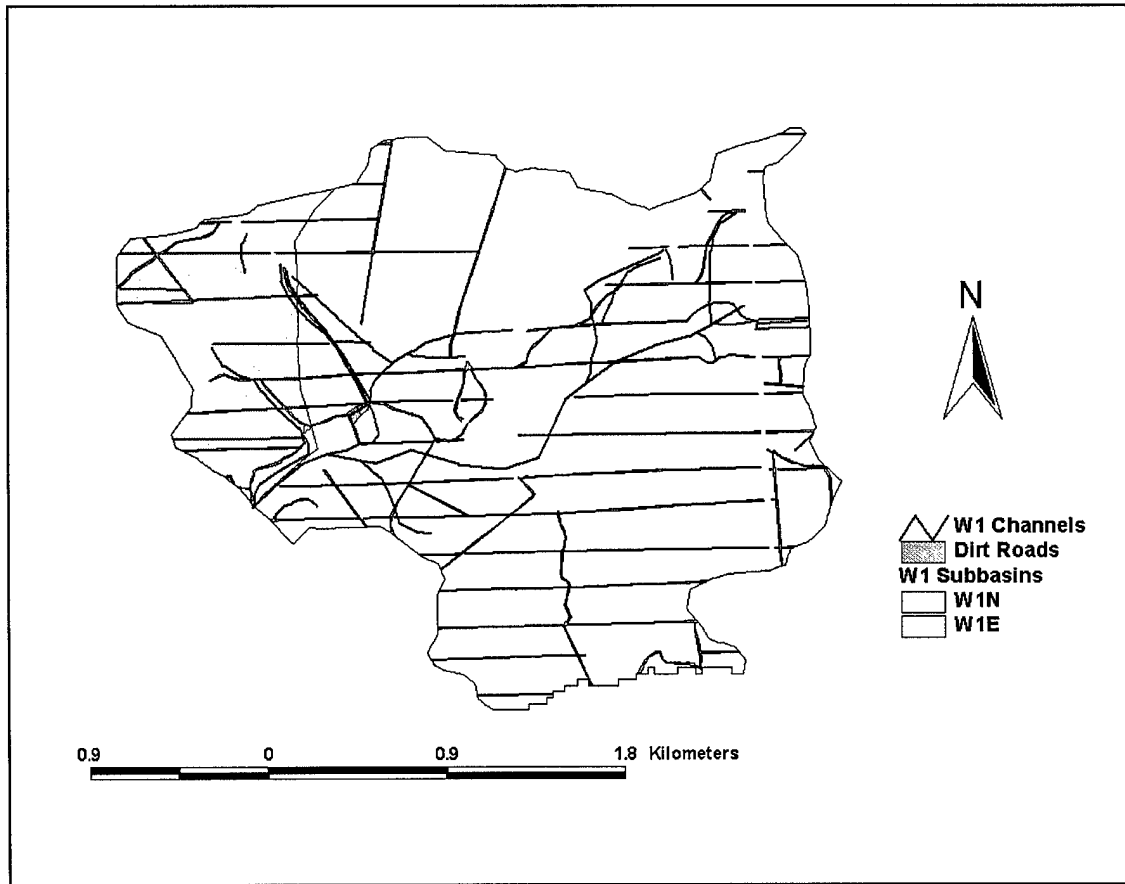 N
W1 Channels
Dirt Roads
W1 Subbasins
W1N
W1E
0.9 0 0.9 1.8 Kilometers